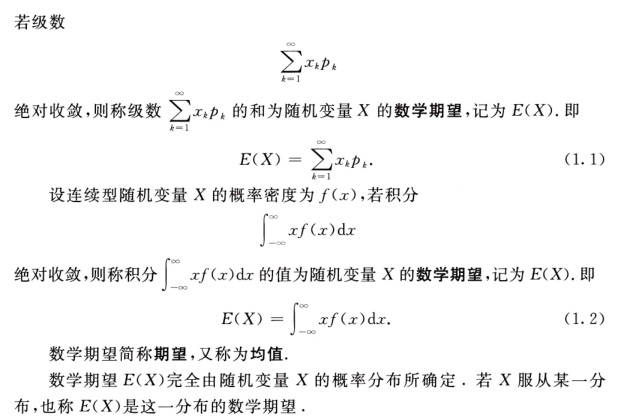 若级数
$$\sum_{k=1}^{\infty} x_k p_k$$
绝对收敛,则称级数 $\sum_{k=1}^{\infty} x_k p_k$ 的和为随机变量 X 的数学期望,记为 E(X). 即
$$E(X) = \sum_{k=1}^{\infty} x_k p_k. \quad (1.1)$$
设连续型随机变量 X 的概率密度为 f(x),若积分
$$\int_{-\infty}^{\infty} x f(x) \mathrm{d}x$$
绝对收敛,则称积分 $\int_{-\infty}^{\infty} x f(x) \mathrm{d}x$ 的值为随机变量 X 的数学期望,记为 E(X). 即
$$E(X) = \int_{-\infty}^{\infty} x f(x) \mathrm{d}x. \quad (1.2)$$
数学期望简称期望,又称为均值.
数学期望 E(X)完全由随机变量 X 的概率分布所确定. 若 X 服从某一分
布,也称 E(X)是这一分布的数学期望.